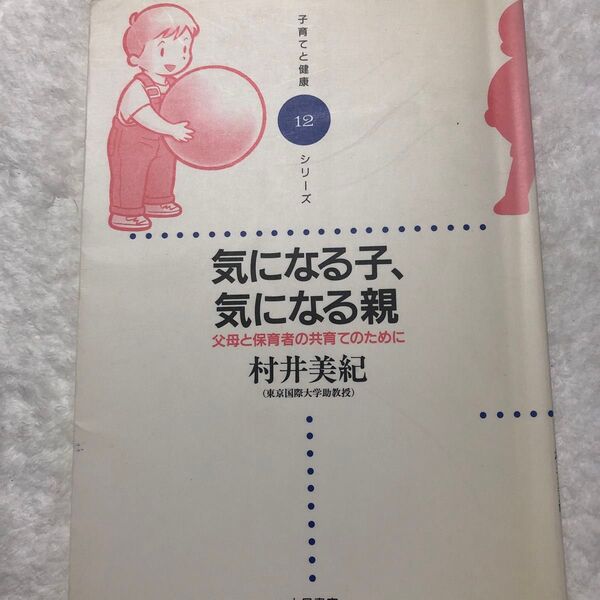 子育てと健康
12
シリーズ
気になる子、
気になる親
父母と保育者の共育てのために
村井美紀
(東京国際大学助教授)